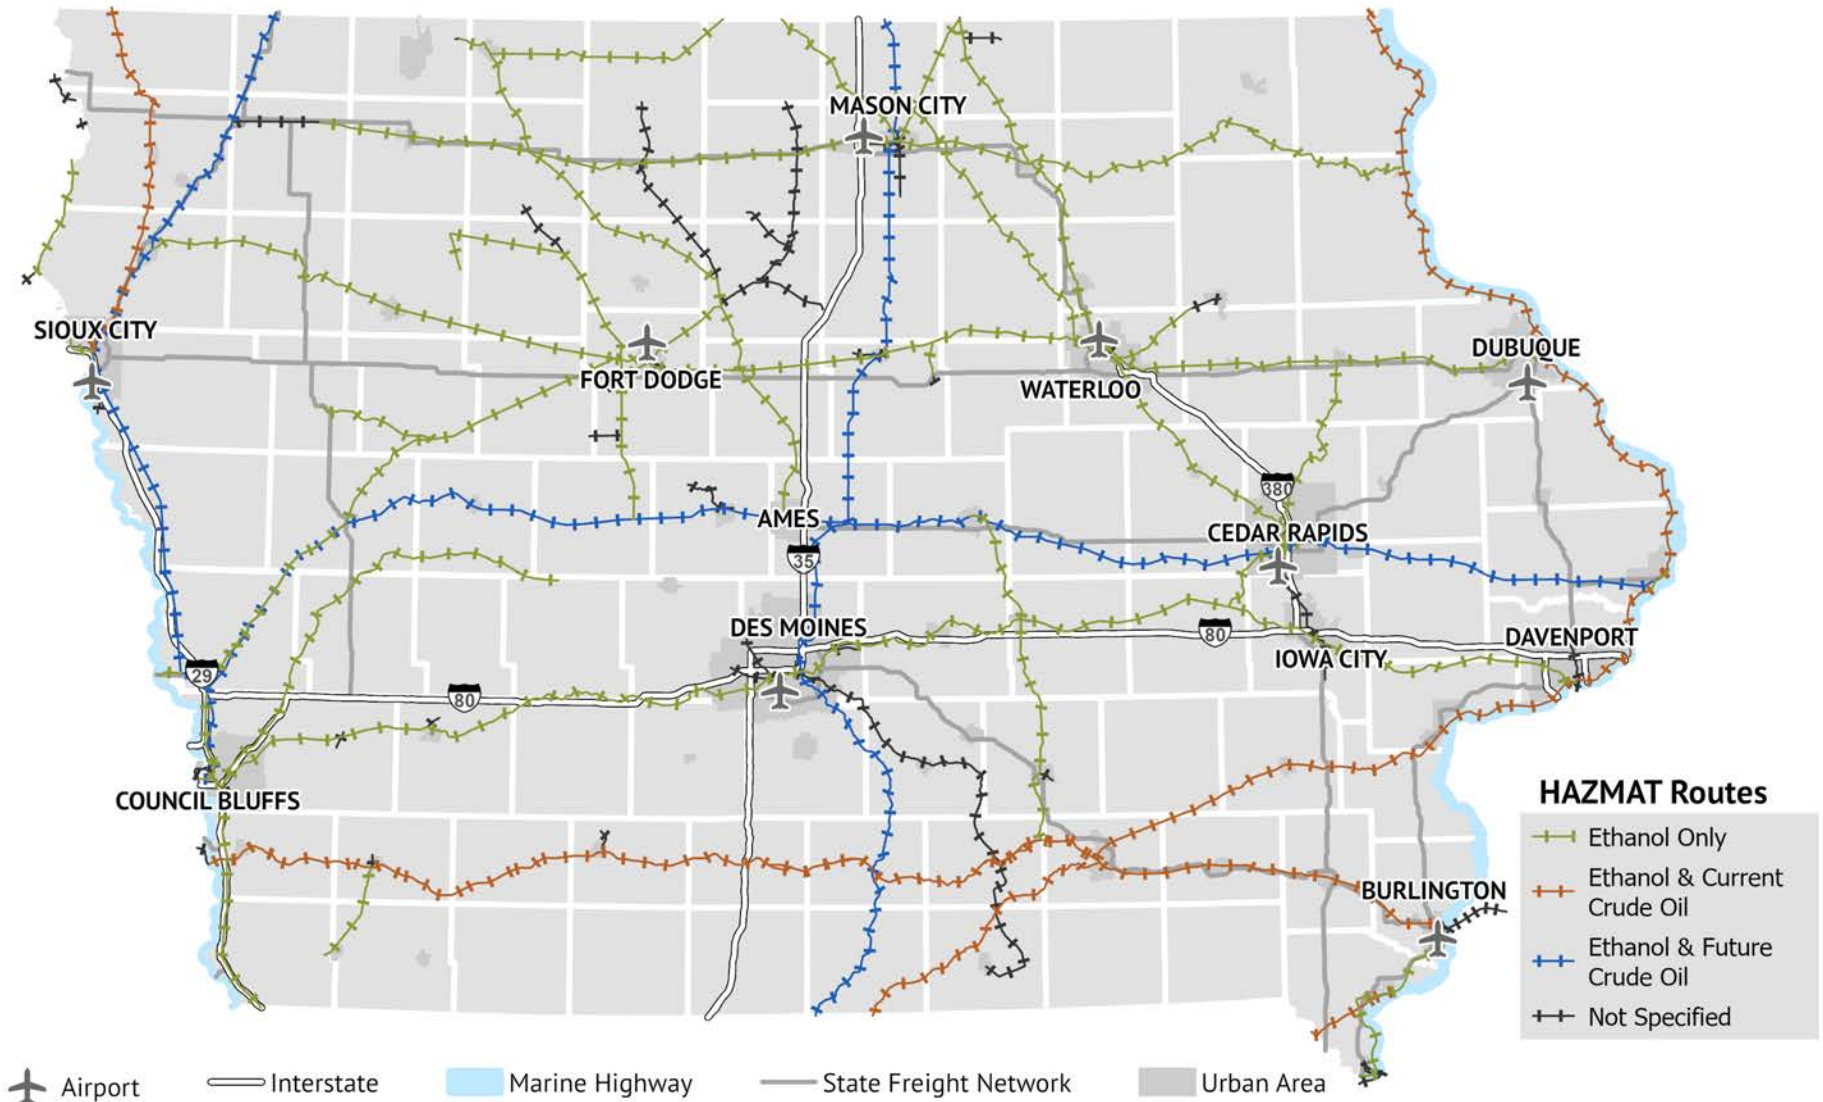 MASON CITY
SIOUX CITY
FORT DODGE
WATERLOO
DUBUQUE
380
AMES
CEDAR RAPIDS
35
DES MOINES
80
DAVENPORT
IOWA CITY
29
80
COUNCIL BLUFFS
BURLINGTON
HAZMAT Routes
Ethanol Only
Ethanol & Current
Crude Oil
Ethanol & Future
Crude Oil
Not Specified
Airport
Interstate
Marine Highway
State Freight Network
Urban Area